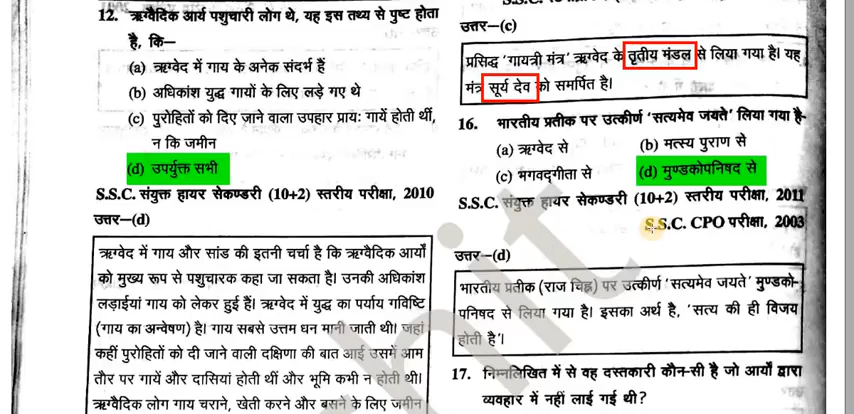 12. ऋग्वैदिक आर्य पशुचारी लोग थे, यह इस तथ्य से पुष्ट होता
है, कि—
(a) ऋग्वेद में गाय के अनेक संदर्भ हैं
(b) अधिकांश युद्ध गायों के लिए लड़े गए थे
(c) पुरोहितों को दिए जाने वाला उपहार प्रायः गायें होती थीं,
न कि जमीन
(d) उपर्युक्त सभी
S.S.C. संयुक्त हायर सेकण्डरी (10+2) स्तरीय परीक्षा, 2010
उत्तर—(d)
ऋग्वेद में गाय और सांड की इतनी चर्चा है कि ऋग्वैदिक आर्यों
को मुख्य रूप से पशुचारक कहा जा सकता है। उनकी अधिकांश
लड़ाईयां गाय को लेकर हुई हैं। ऋग्वेद में युद्ध का पर्याय गविष्टि
(गाय का अन्वेषण) है। गाय सबसे उत्तम धन मानी जाती थी। जहां
कहीं पुरोहितों को दी जाने वाली दक्षिणा की बात आई उसमें आम
तौर पर गायें और दासियां होती थीं और भूमि कभी न होती थी।
ऋग्वैदिक लोग गाय चराने, खेती करने और बसने के लिए जमीन
उत्तर—(c)
प्रसिद्ध 'गायत्री मंत्र' ऋग्वेद के तृतीय मंडल से लिया गया है। यह
मंत्र सूर्य देव को समर्पित है।
16. भारतीय प्रतीक पर उत्कीर्ण 'सत्यमेव जयते' लिया गया है-
(a) ऋग्वेद से (b) मत्स्य पुराण से
(c) भगवद्गीता से (d) मुण्डकोपनिषद से
S.S.C. संयुक्त हायर सेकण्डरी (10+2) स्तरीय परीक्षा, 2011
S.S.C. CPO परीक्षा, 2003
उत्तर—(d)
भारतीय प्रतीक (राज चिह्न) पर उत्कीर्ण 'सत्यमेव जयते' मुण्डको-
पनिषद से लिया गया है। इसका अर्थ है, 'सत्य की ही विजय
होती है'।
17. निम्नलिखित में से वह दस्तकारी कौन-सी है जो आर्यों द्वारा
व्यवहार में नहीं लाई गई थी?